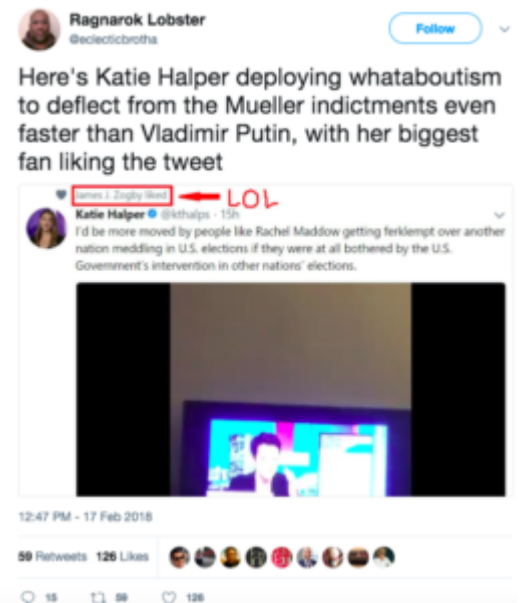 Ragnarok Lobster
@eclecticbrotha
Follow
Here's Katie Halper deploying whataboutism
to deflect from the Mueller indictments even
faster than Vladimir Putin, with her biggest
fan liking the tweet
James J. Zogby liked
LOL
Katie Halper @kthalps · 15h
I'd be more moved by people like Rachel Maddow getting ferklempt over another
nation meddling in U.S. elections if they were at all bothered by the U.S.
Government's intervention in other nations' elections.
12:47 PM - 17 Feb 2018
59 Retweets 126 Likes
15 59 126